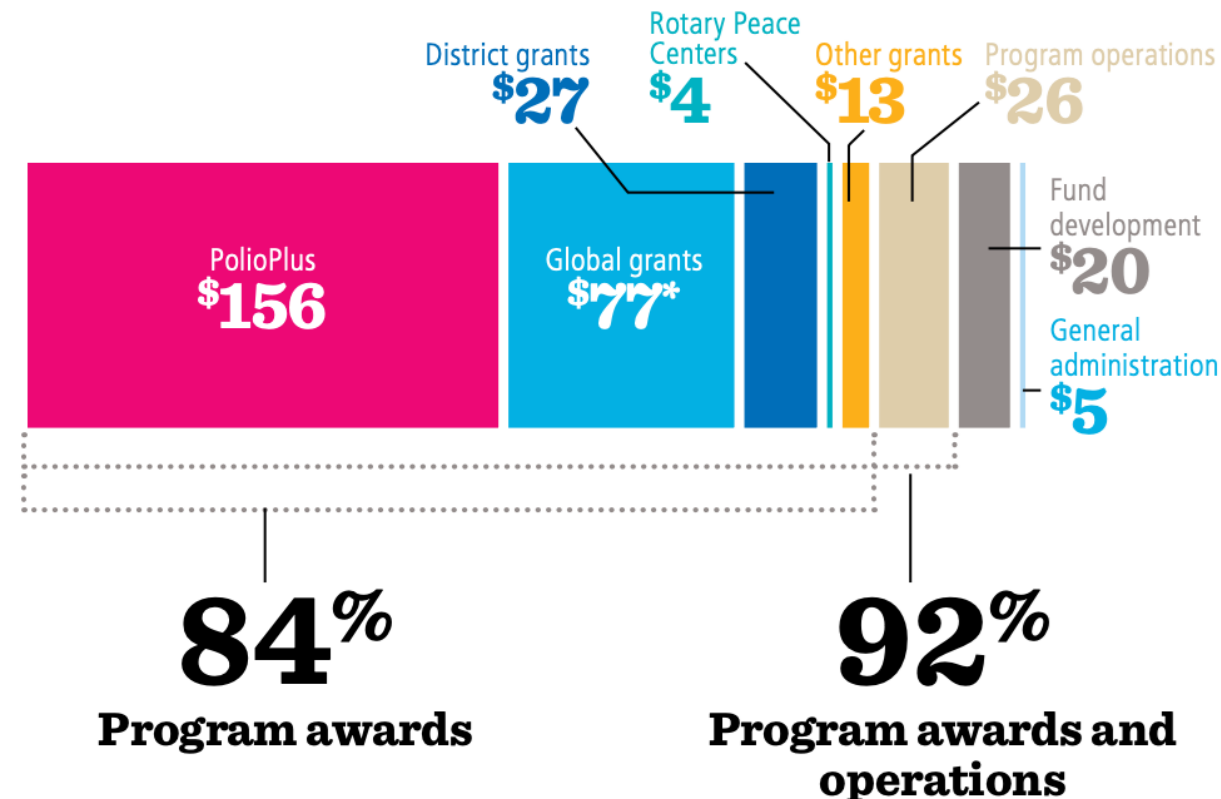 District grants
$27
Rotary Peace
Centers
$4
Other grants
$13
Program operations
$26
PolioPlus
$156
Global grants
$77*
Fund
development
$20
General
administration
$5
84%
Program awards
92%
Program awards and
operations